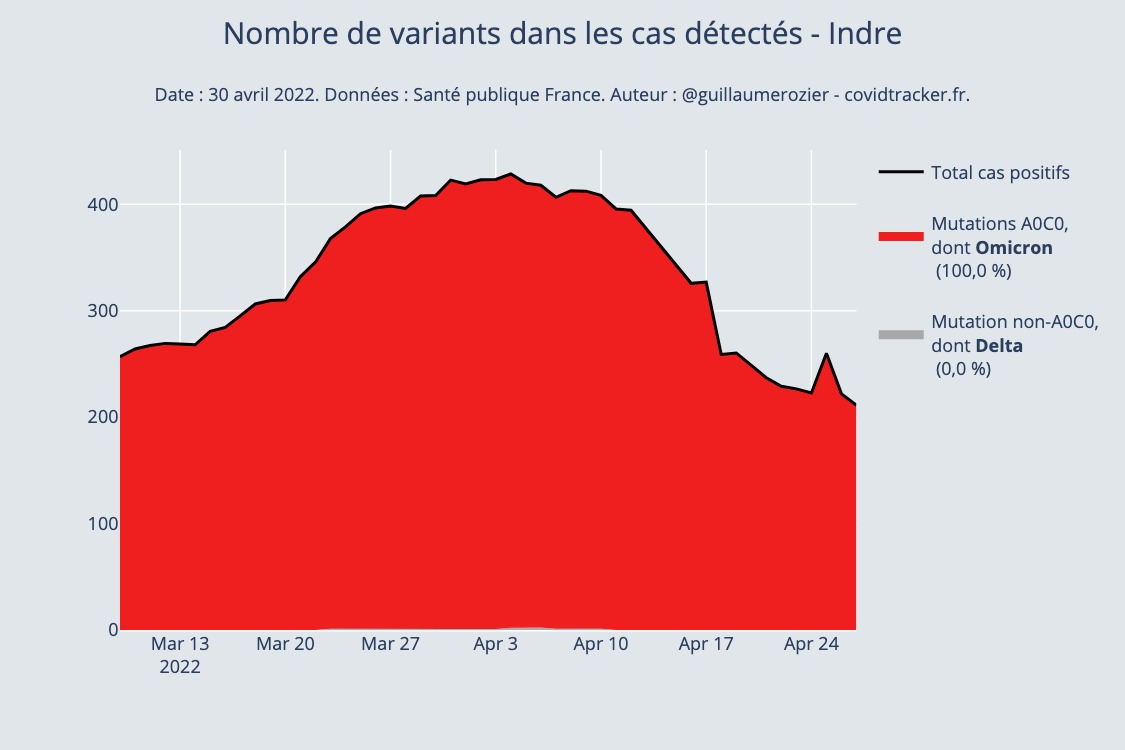 Nombre de variants dans les cas détectés - Indre
Date : 30 avril 2022. Données : Santé publique France. Auteur : @guillaumerozier - covidtracker.fr.
Total cas positifs
Mutations A0C0,
dont Omicron
(100,0 %)
Mutation non-A0C0,
dont Delta
(0,0 %)
400
300
200
100
0
Mar 13
2022
Mar 20
Mar 27
Apr 3
Apr 10
Apr 17
Apr 24